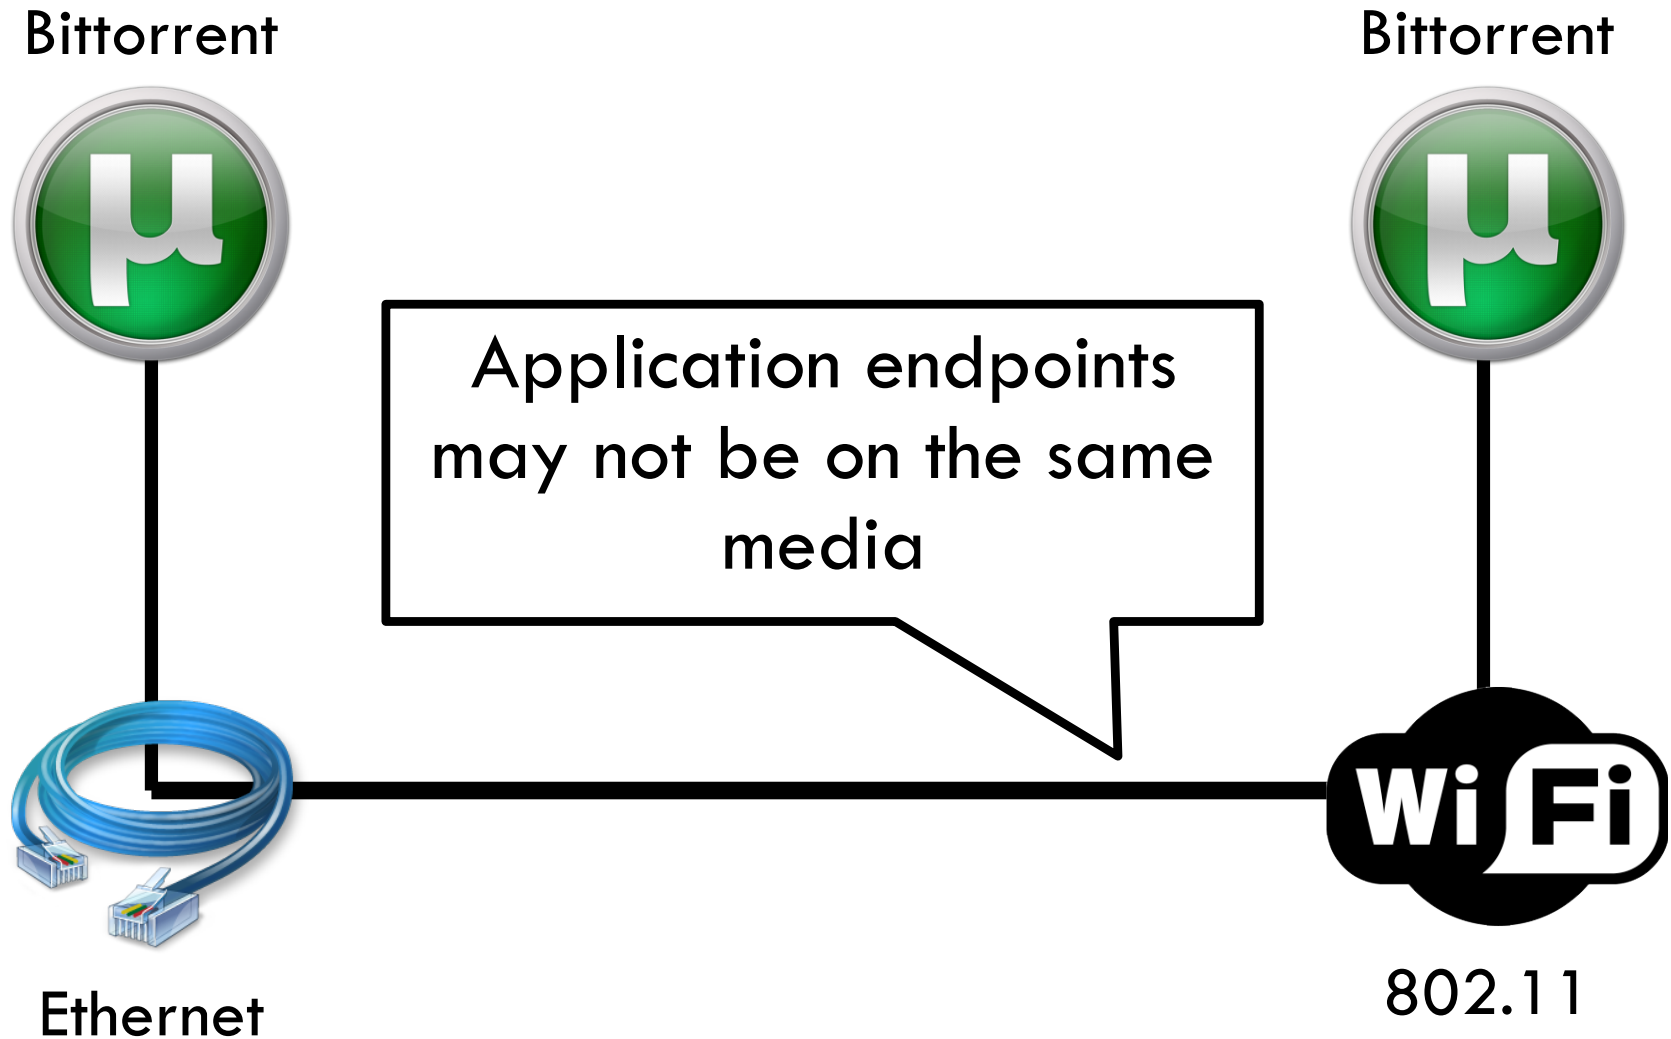 Bittorrent
Bittorrent
µ
µ
Application endpoints
may not be on the same
media
Wi Fi
Ethernet
802.11